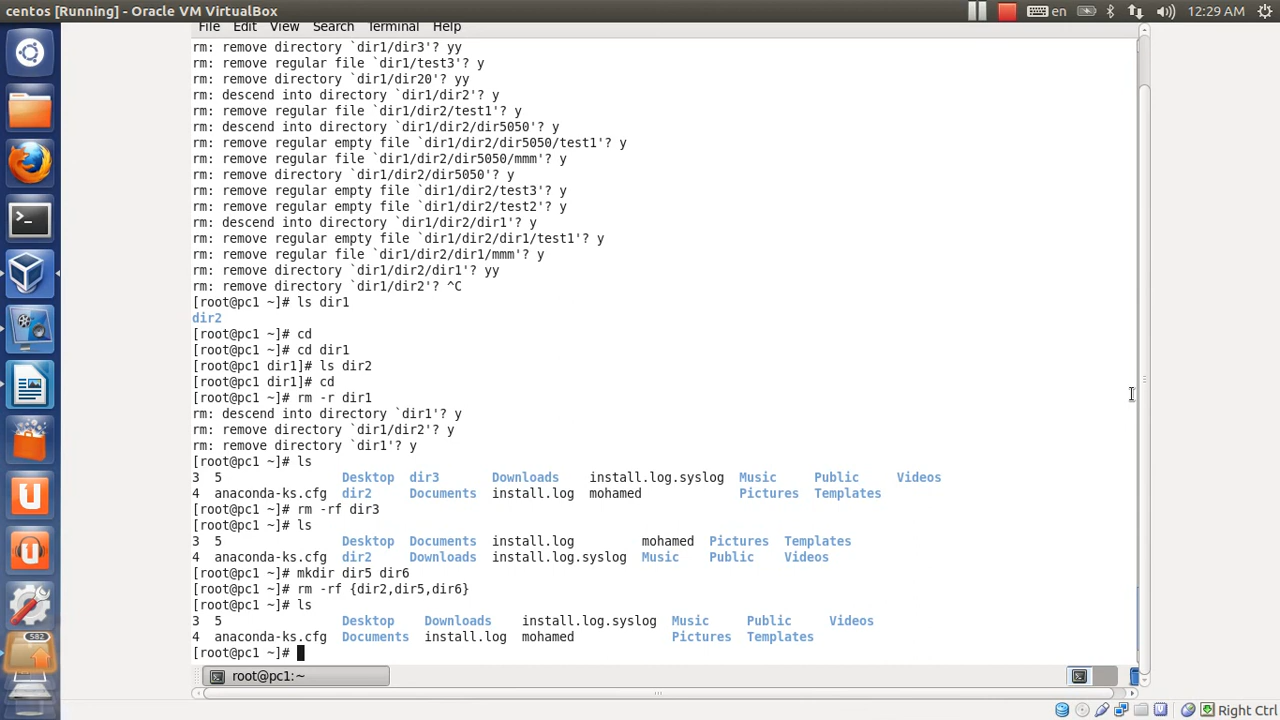 centos [Running] - Oracle VM VirtualBox
en
12:29 AM
File Edit View Search Terminal Help
rm: remove directory `dir1/dir3'? yy
rm: remove regular file `dir1/test3'? y
rm: remove directory `dir1/dir20'? yy
rm: descend into directory `dir1/dir2'? y
rm: remove regular file `dir1/dir2/test1'? y
rm: descend into directory `dir1/dir2/dir5050'? y
rm: remove regular empty file `dir1/dir2/dir5050/test1'? y
rm: remove regular file `dir1/dir2/dir5050/mmm'? y
rm: remove directory `dir1/dir2/dir5050'? y
rm: remove regular empty file `dir1/dir2/test3'? y
rm: remove regular empty file `dir1/dir2/test2'? y
rm: descend into directory `dir1/dir2/dir1'? y
rm: remove regular empty file `dir1/dir2/dir1/test1'? y
rm: remove regular file `dir1/dir2/dir1/mmm'? y
rm: remove directory `dir1/dir2/dir1'? yy
rm: remove directory `dir1/dir2'? ^C
[root@pc1 ~]# ls dir1
dir2
[root@pc1 ~]# cd
[root@pc1 ~]# cd dir1
[root@pc1 dir1]# ls dir2
[root@pc1 dir1]# cd
[root@pc1 ~]# rm -r dir1
rm: descend into directory `dir1'? y
rm: remove directory `dir1/dir2'? y
rm: remove directory `dir1'? y
[root@pc1 ~]# ls
3 5 Desktop dir3 Downloads install.log.syslog Music Public Videos
4 anaconda-ks.cfg dir2 Documents install.log mohamed Pictures Templates
[root@pc1 ~]# rm -rf dir3
[root@pc1 ~]# ls
3 5 Desktop Documents install.log mohamed Pictures Templates
4 anaconda-ks.cfg dir2 Downloads install.log.syslog Music Public Videos
[root@pc1 ~]# mkdir dir5 dir6
[root@pc1 ~]# rm -rf {dir2,dir5,dir6}
[root@pc1 ~]# ls
3 5 Desktop Downloads install.log.syslog Music Public Videos
4 anaconda-ks.cfg Documents install.log mohamed Pictures Templates
[root@pc1 ~]#
root@pc1:~
582
Right Ctrl